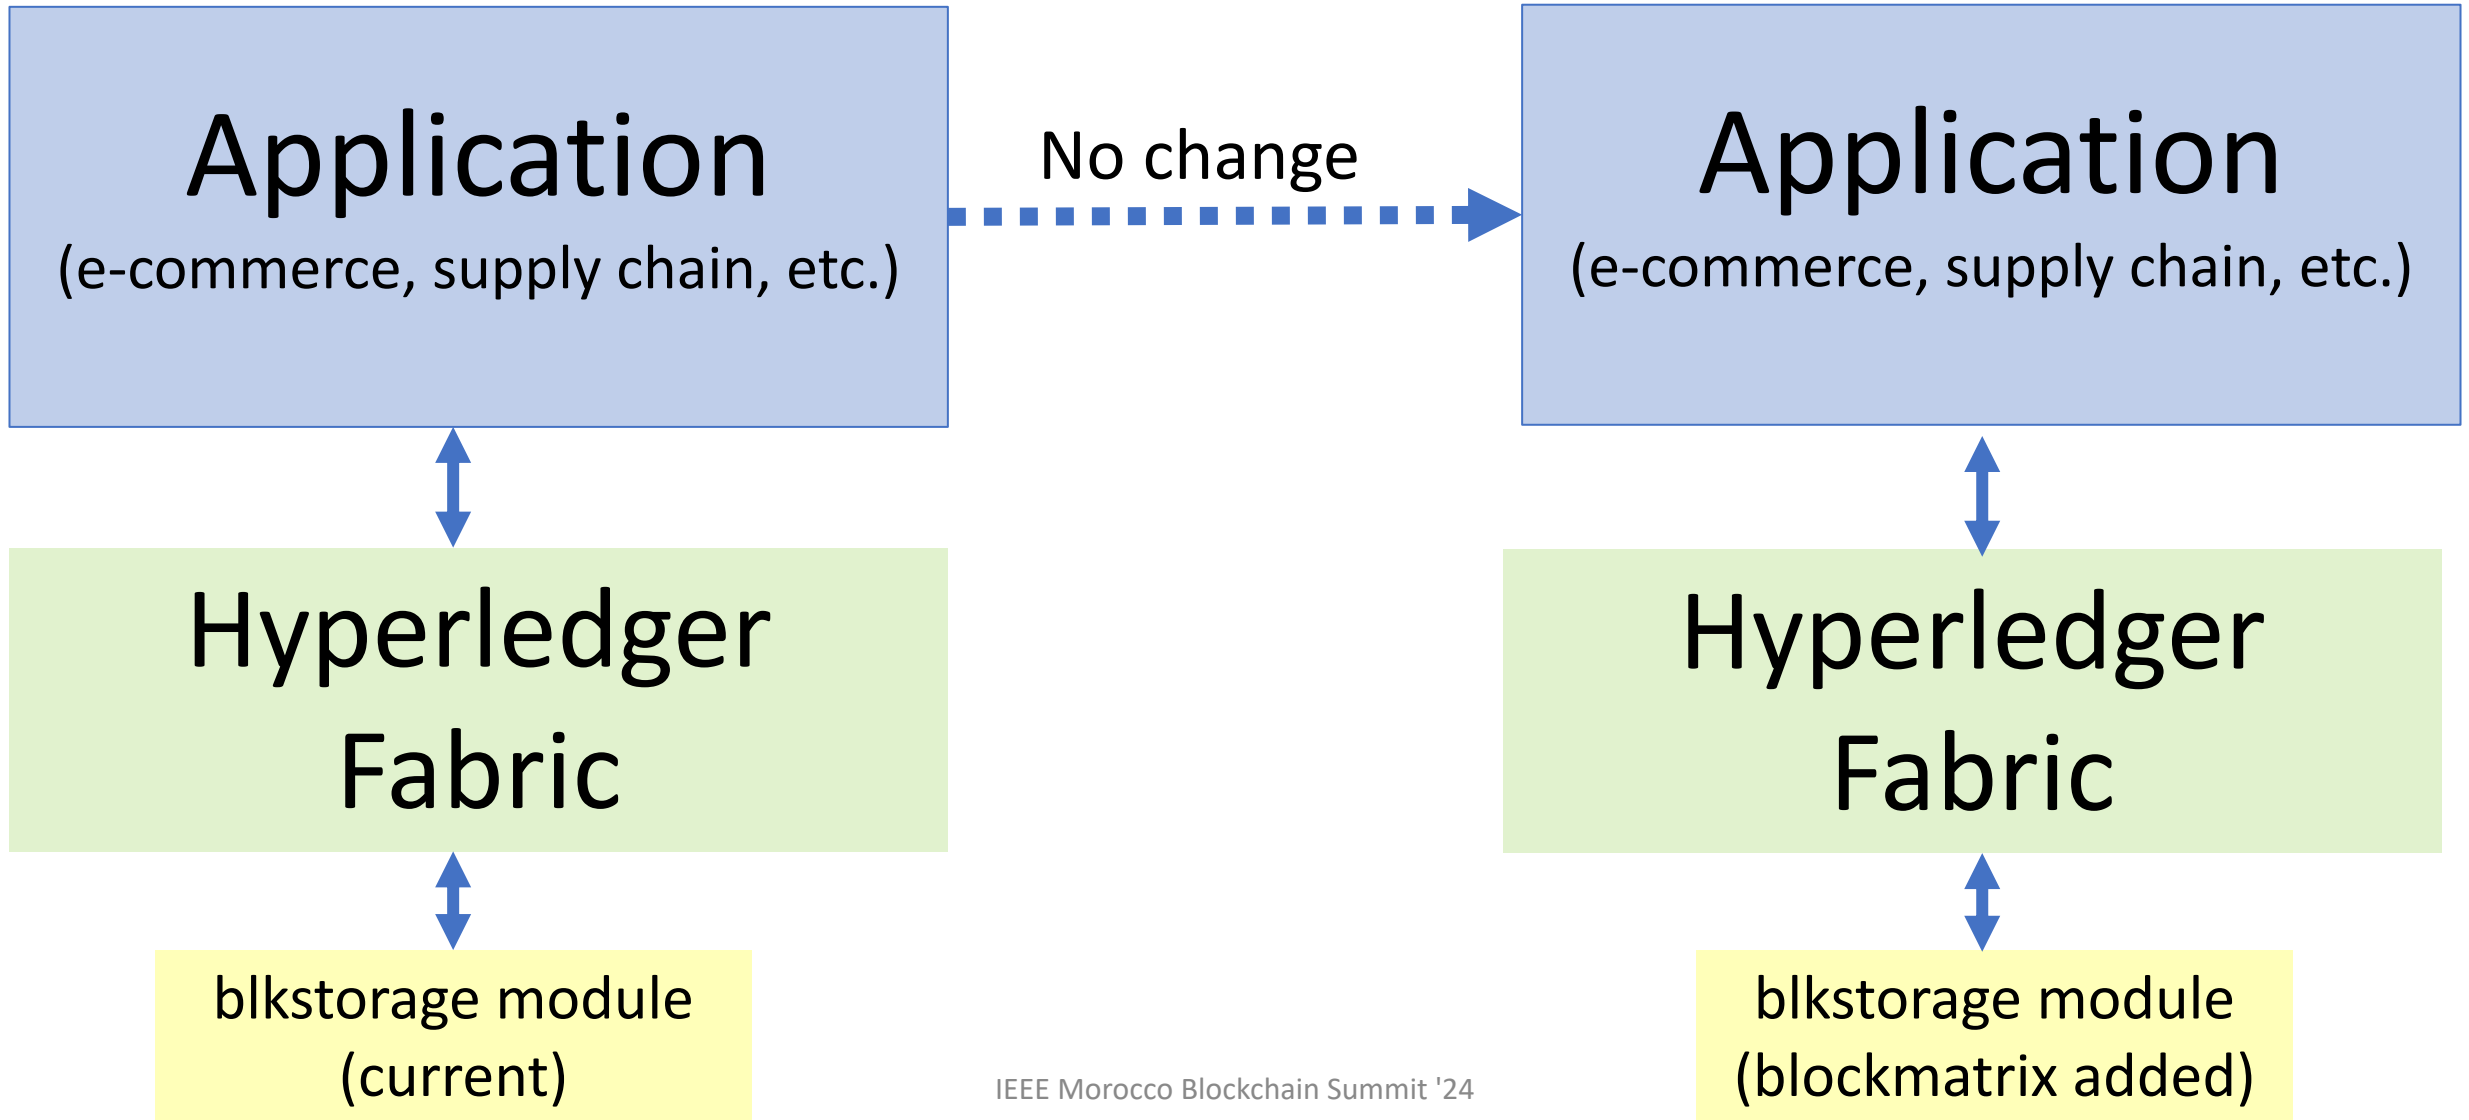 Application
(e-commerce, supply chain, etc.)
No change
Application
(e-commerce, supply chain, etc.)
Hyperledger
Fabric
Hyperledger
Fabric
blkstorage module
(current)
blkstorage module
(blockmatrix added)
IEEE Morocco Blockchain Summit '24